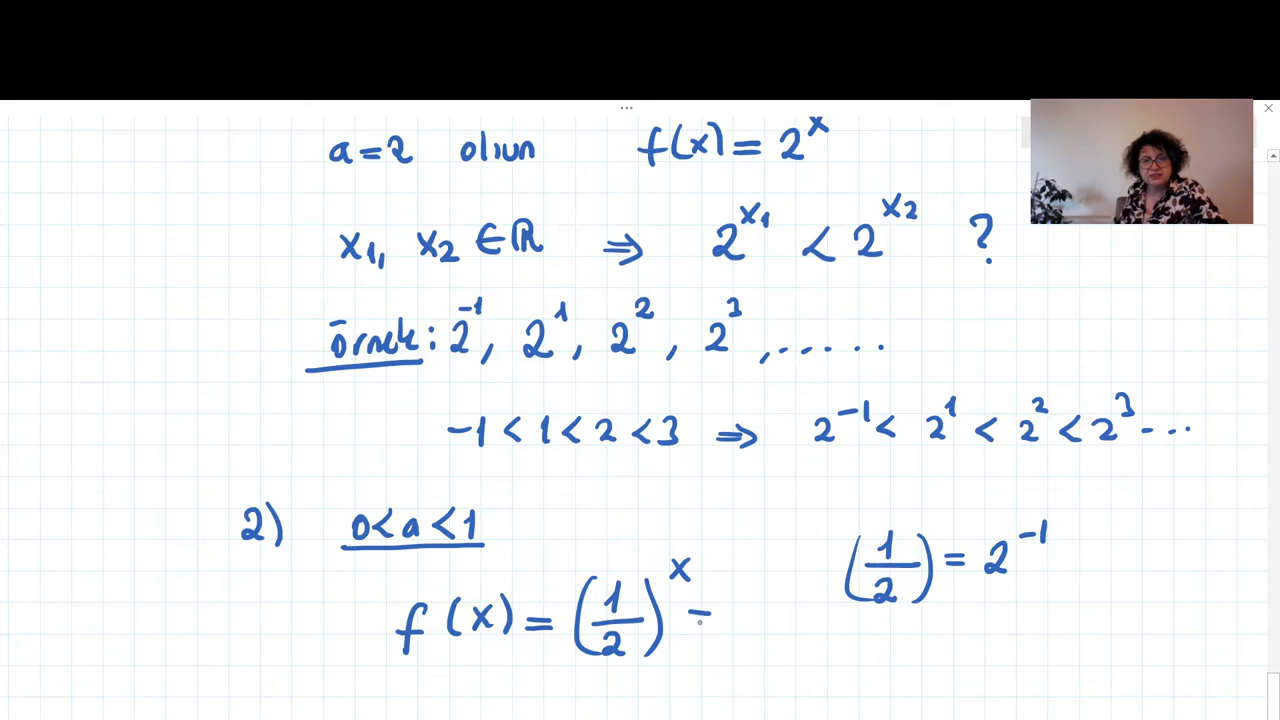 a=2 olsun f(x) = 2^x
x₁, x₂ ∈ ℝ ⇒ 2^x₁ < 2^x₂ ?
örnek: 2^-1, 2^1, 2^2, 2^3, ......
-1 < 1 < 2 < 3 ⇒ 2^-1 < 2^1 < 2^2 < 2^3 ...
2) 0<a<1
(1/2) = 2^-1
f(x) = (1/2)^x -